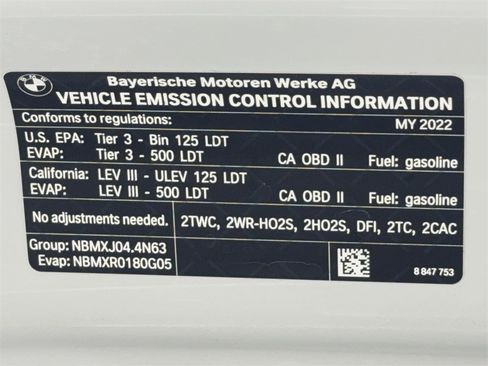 BMW
Bayerische Motoren Werke AG
VEHICLE EMISSION CONTROL INFORMATION
Conforms to regulations: MY 2022
U.S. EPA: Tier 3 - Bin 125 LDT
EVAP: Tier 3 - 500 LDT CA OBD II Fuel: gasoline
California: LEV III - ULEV 125 LDT
EVAP: LEV III - 500 LDT CA OBD II Fuel: gasoline
No adjustments needed. 2TWC, 2WR-HO2S, 2HO2S, DFI, 2TC, 2CAC
Group: NBMXJ04.4N63
Evap: NBMXR0180G05 8 847 753